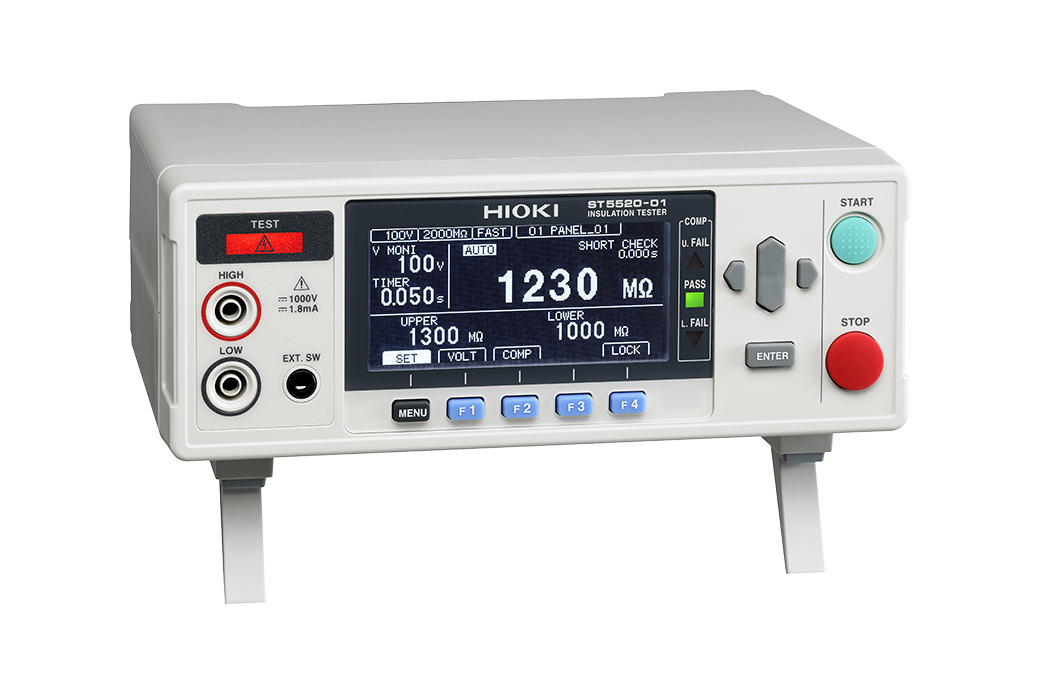 TEST
HIGH
⎓ 1000V
⎓ 1.8mA
LOW
EXT. SW
HIOKI
ST5520-01
INSULATION TESTER
100V 2000MΩ FAST 01 PANEL_01
V MONI
100V
AUTO
SHORT CHECK
0.000s
TIMER
0.050s
1230 MΩ
UPPER
1300 MΩ
LOWER
1000 MΩ
SET VOLT COMP LOCK
COMP
U. FAIL
PASS
L. FAIL
MENU F1 F2 F3 F4
ENTER
START
STOP